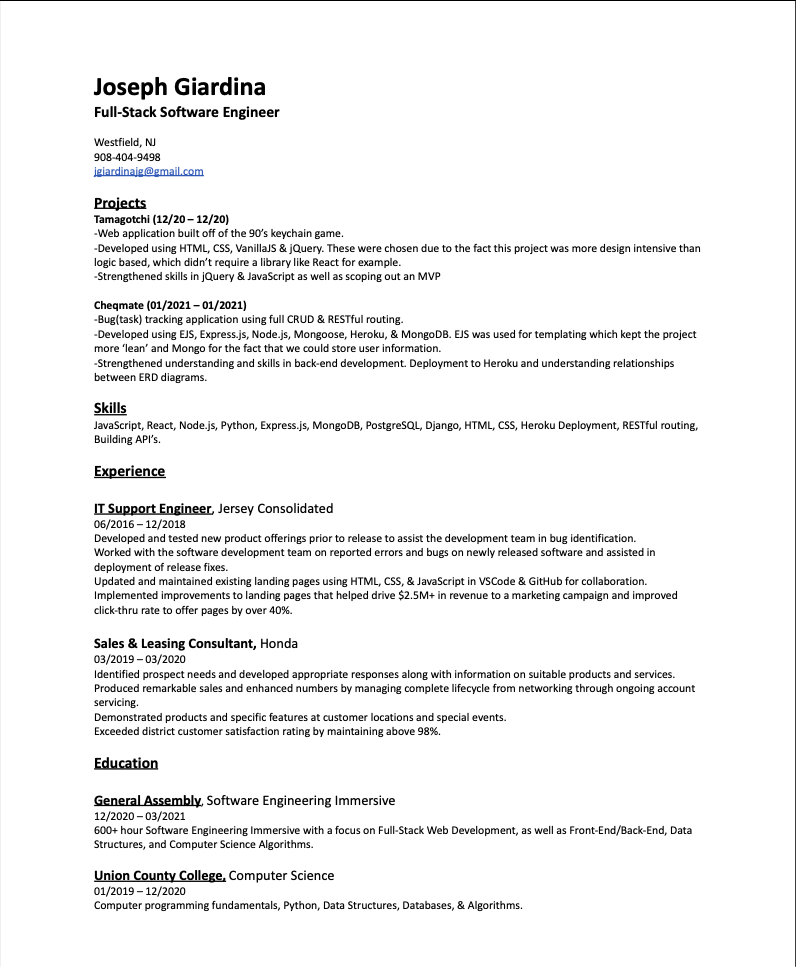 Joseph Giardina
Full-Stack Software Engineer
Westfield, NJ
908-404-9498
jgiardinajg@gmail.com
Projects
Tamagotchi (12/20 – 12/20)
-Web application built off of the 90’s keychain game.
-Developed using HTML, CSS, VanillaJS & jQuery. These were chosen due to the fact this project was more design intensive than
logic based, which didn’t require a library like React for example.
-Strengthened skills in jQuery & JavaScript as well as scoping out an MVP
Cheqmate (01/2021 – 01/2021)
-Bug(task) tracking application using full CRUD & RESTful routing.
-Developed using EJS, Express.js, Node.js, Mongoose, Heroku, & MongoDB. EJS was used for templating which kept the project
more ‘lean’ and Mongo for the fact that we could store user information.
-Strengthened understanding and skills in back-end development. Deployment to Heroku and understanding relationships
between ERD diagrams.
Skills
JavaScript, React, Node.js, Python, Express.js, MongoDB, PostgreSQL, Django, HTML, CSS, Heroku Deployment, RESTful routing,
Building API’s.
Experience
IT Support Engineer, Jersey Consolidated
06/2016 – 12/2018
Developed and tested new product offerings prior to release to assist the development team in bug identification.
Worked with the software development team on reported errors and bugs on newly released software and assisted in
deployment of release fixes.
Updated and maintained existing landing pages using HTML, CSS, & JavaScript in VSCode & GitHub for collaboration.
Implemented improvements to landing pages that helped drive $2.5M+ in revenue to a marketing campaign and improved
click-thru rate to offer pages by over 40%.
Sales & Leasing Consultant, Honda
03/2019 – 03/2020
Identified prospect needs and developed appropriate responses along with information on suitable products and services.
Produced remarkable sales and enhanced numbers by managing complete lifecycle from networking through ongoing account
servicing.
Demonstrated products and specific features at customer locations and special events.
Exceeded district customer satisfaction rating by maintaining above 98%.
Education
General Assembly, Software Engineering Immersive
12/2020 – 03/2021
600+ hour Software Engineering Immersive with a focus on Full-Stack Web Development, as well as Front-End/Back-End, Data
Structures, and Computer Science Algorithms.
Union County College, Computer Science
01/2019 – 12/2020
Computer programming fundamentals, Python, Data Structures, Databases, & Algorithms.